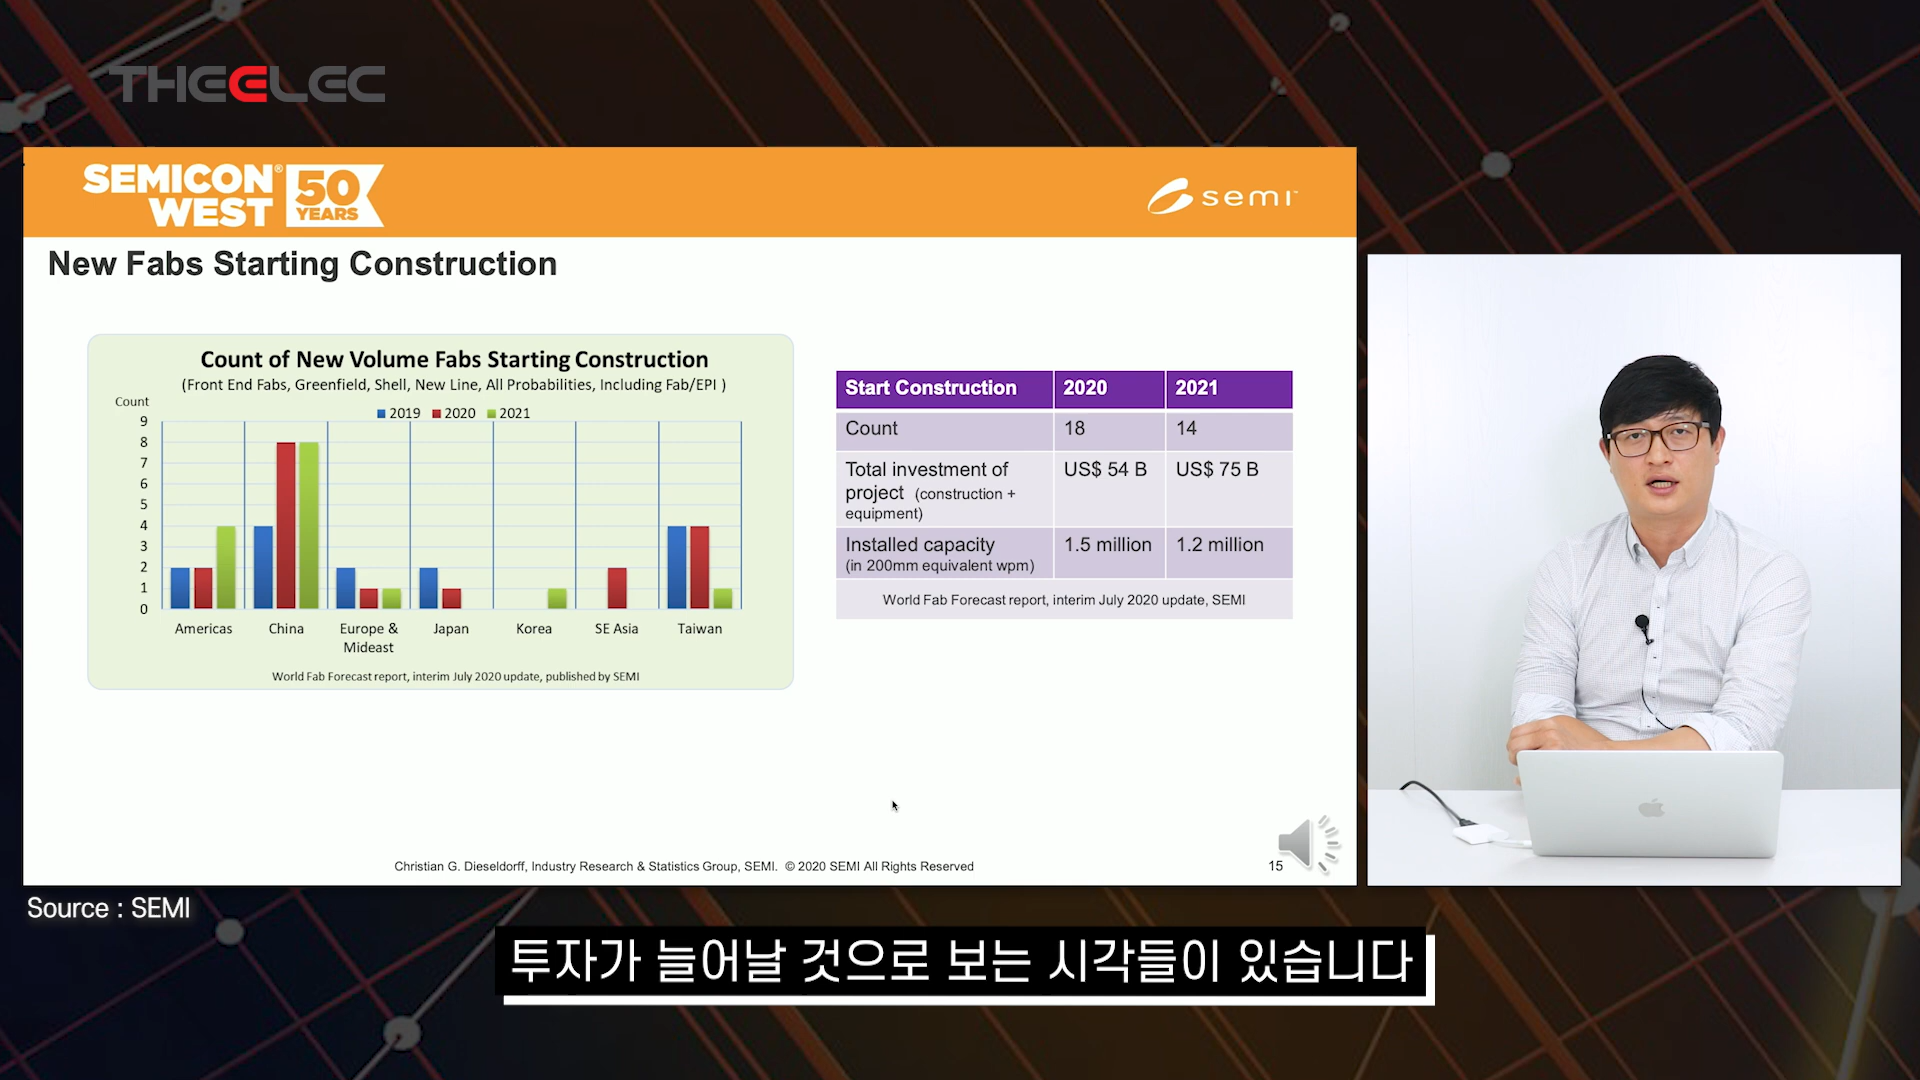 THEELEC
SEMICON® WEST
50 YEARS
semi™
New Fabs Starting Construction
Count of New Volume Fabs Starting Construction
(Front End Fabs, Greenfield, Shell, New Line, All Probabilities, Including Fab/EPI )
Count
2019 2020 2021
9
8
7
6
5
4
3
2
1
0
Americas China Europe & Mideast Japan Korea SE Asia Taiwan
World Fab Forecast report, interim July 2020 update, published by SEMI
Start Construction 2020 2021
Count 18 14
Total investment of US$ 54 B US$ 75 B
project (construction +
equipment)
Installed capacity 1.5 million 1.2 million
(in 200mm equivalent wpm)
World Fab Forecast report, interim July 2020 update, SEMI
Christian G. Dieseldorff, Industry Research & Statistics Group, SEMI. © 2020 SEMI All Rights Reserved
15
Source : SEMI
투자가 늘어날 것으로 보는 시각들이 있습니다